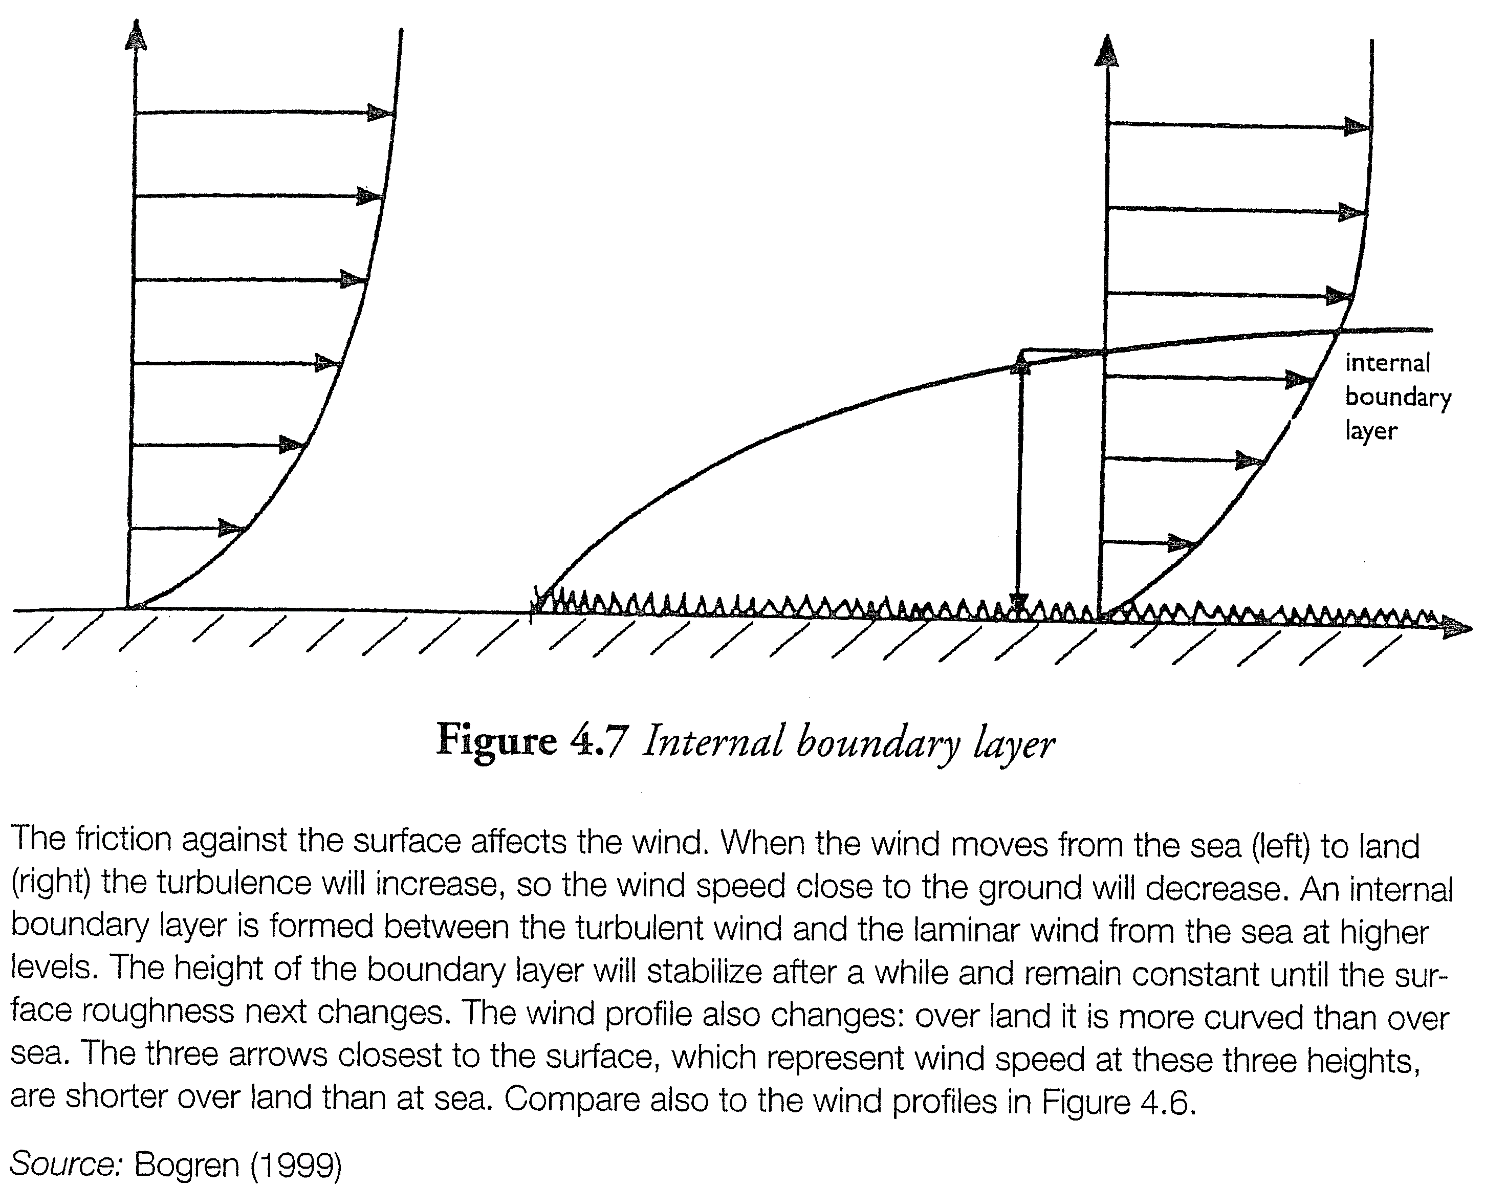 internal
boundary
layer
Figure 4.7 Internal boundary layer
The friction against the surface affects the wind. When the wind moves from the sea (left) to land
(right) the turbulence will increase, so the wind speed close to the ground will decrease. An internal
boundary layer is formed between the turbulent wind and the laminar wind from the sea at higher
levels. The height of the boundary layer will stabilize after a while and remain constant until the sur-
face roughness next changes. The wind profile also changes: over land it is more curved than over
sea. The three arrows closest to the surface, which represent wind speed at these three heights,
are shorter over land than at sea. Compare also to the wind profiles in Figure 4.6.
Source: Bogren (1999)